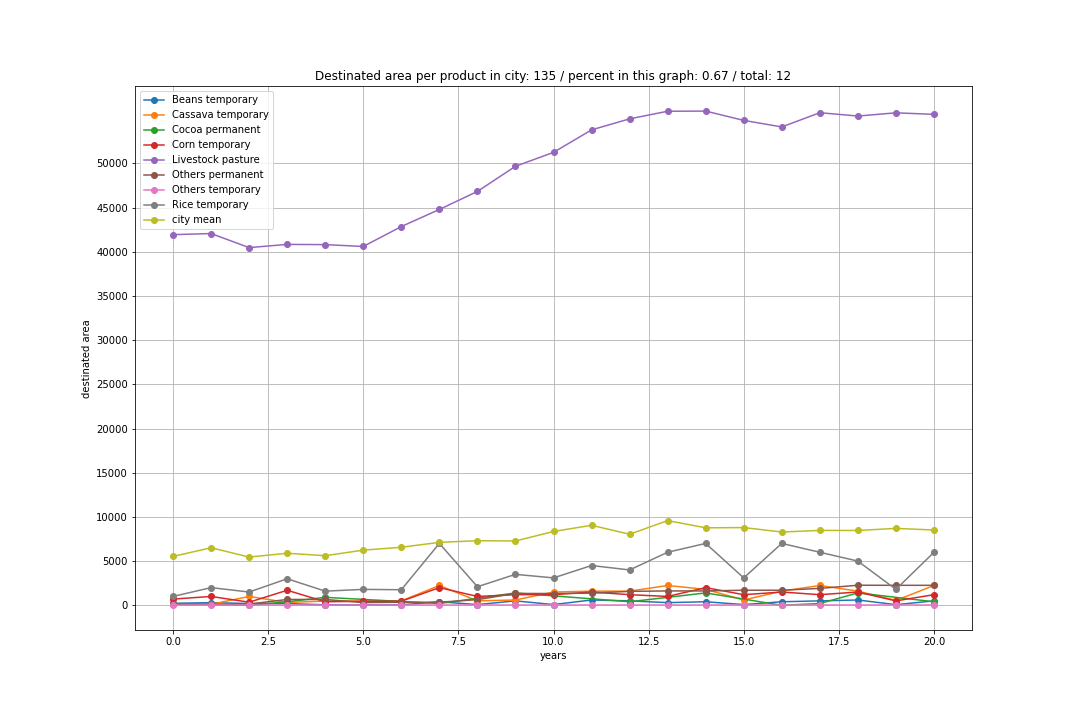 Destinated area per product in city: 135 / percent in this graph: 0.67 / total: 12
Beans temporary
Cassava temporary
Cocoa permanent
Corn temporary
Livestock pasture
Others permanent
Others temporary
Rice temporary
city mean
50000
45000
40000
35000
30000
25000
20000
15000
10000
5000
0
destinated area
0.0 2.5 5.0 7.5 10.0 12.5 15.0 17.5 20.0
years